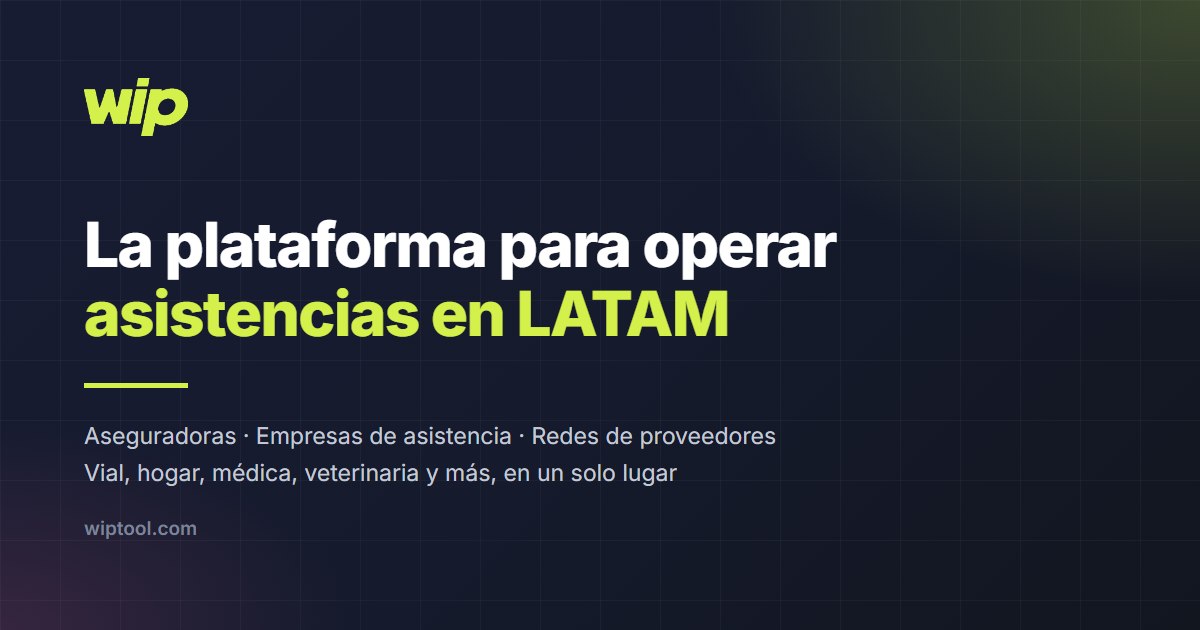 wip
La plataforma para operar
asistencias en LATAM
Aseguradoras · Empresas de asistencia · Redes de proveedores
Vial, hogar, médica, veterinaria y más, en un solo lugar
wiptool.com